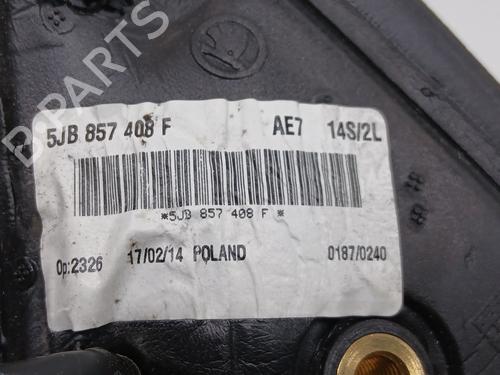 5JB 857 408 F AE7 14S/2L
*5JB 857 408 F *
Op:2326 17/02/14 POLAND 0187/0240
B-PARTS